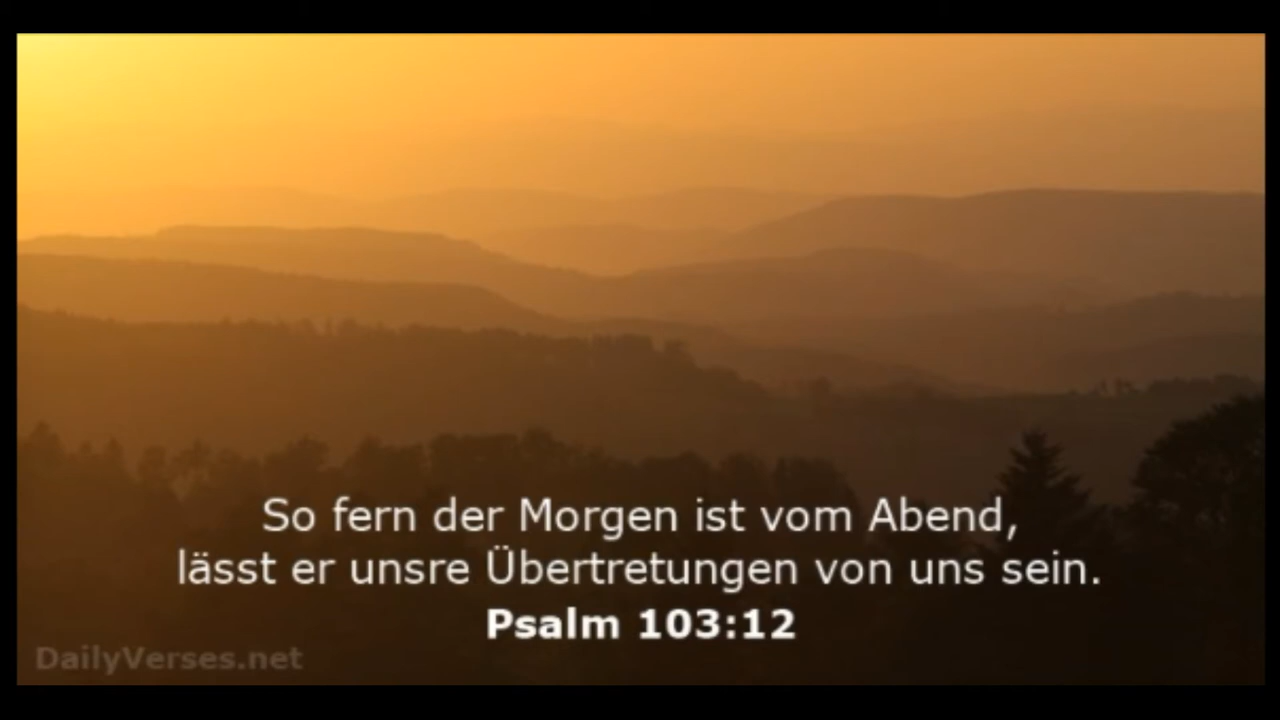 So fern der Morgen ist vom Abend,
lässt er unsre Übertretungen von uns sein.
Psalm 103:12
DailyVerses.net